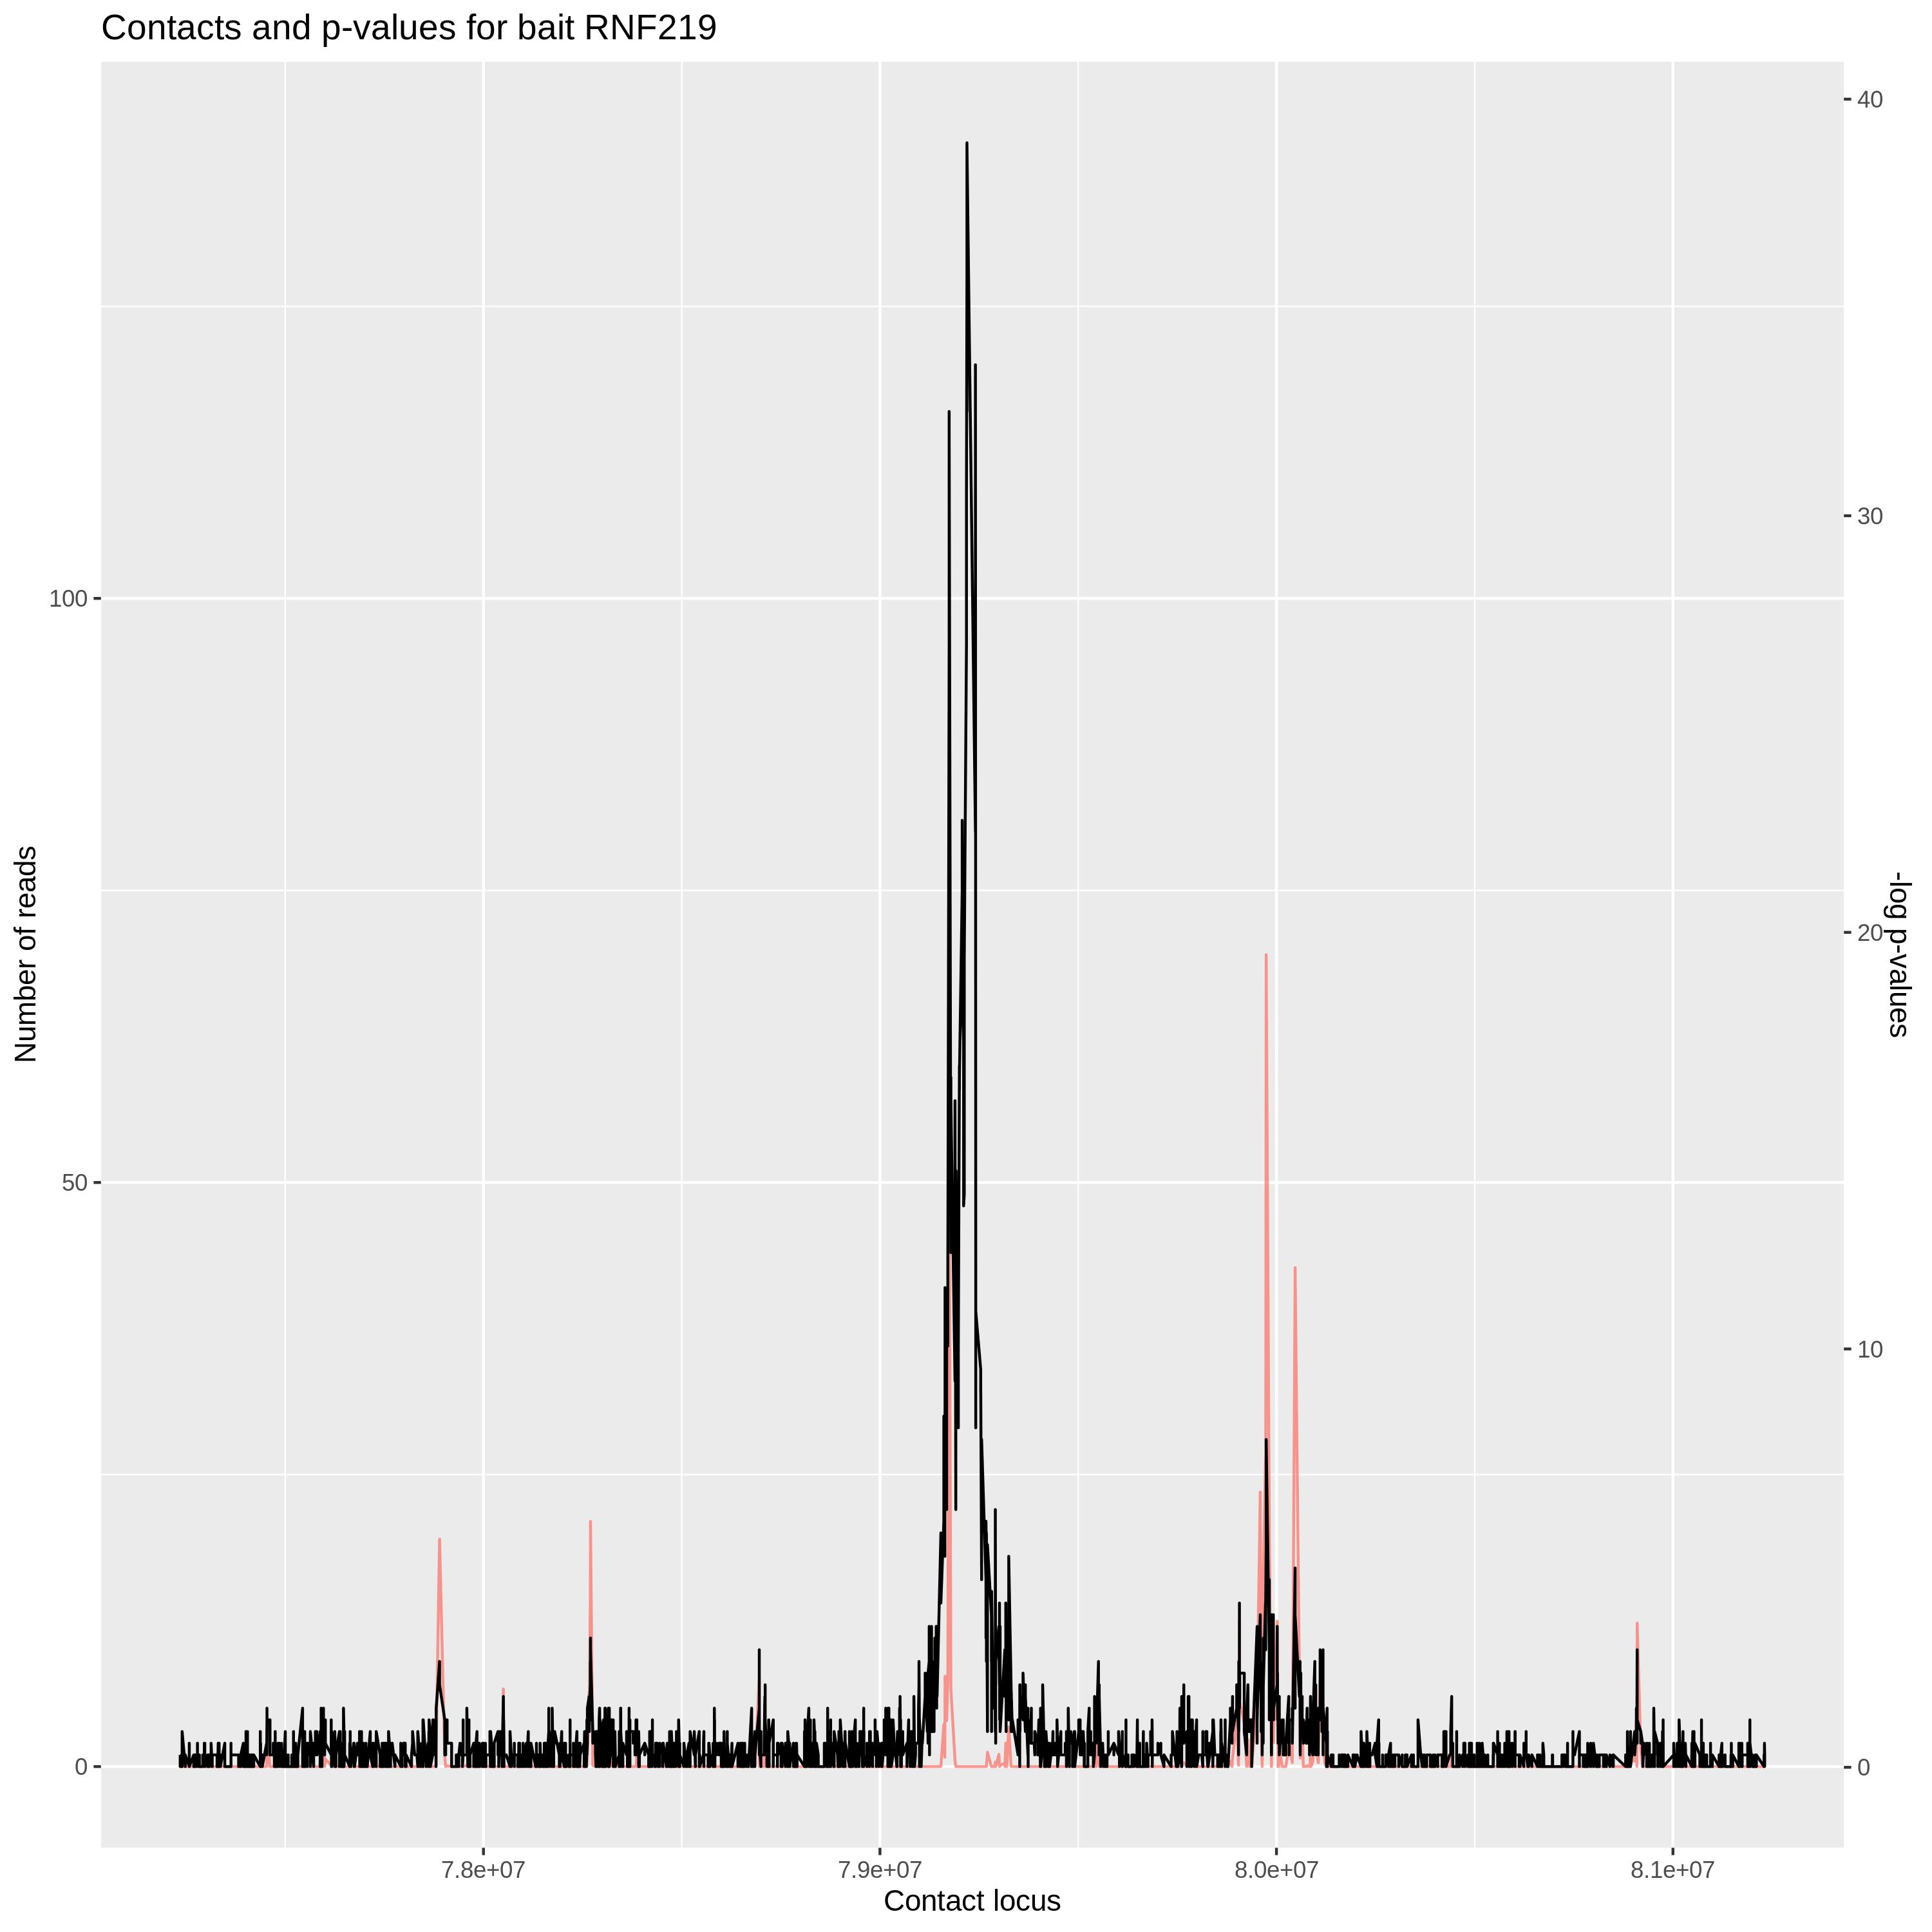 Contacts and p-values for bait RNF219
40
30
100
Number of reads
-log p-values
20
50
10
0
0
7.8e+07
7.9e+07
8.0e+07
8.1e+07
Contact locus